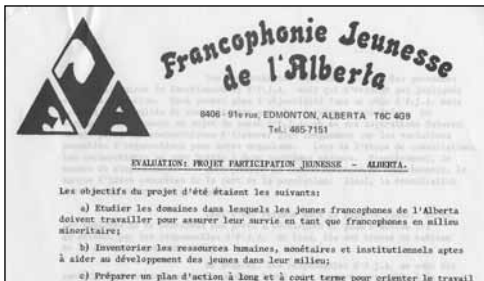 Francophonie Jeunesse
de l'Alberta
8406 - 91e rue, EDMONTON, ALBERTA T6C 4G9
Tel.: 465-7151
EVALUATION: PROJET PARTICIPATION JEUNESSE - ALBERTA.
Les objectifs du projet d'été étaient les suivants:
a) Etudier les domaines dans lesquels les jeunes francophones de l'Alberta
doivent travailler pour assurer leur survie en tant que francophones en milieu
minoritaire;
b) Inventorier les ressources humaines, monétaires et institutionnels aptes
à aider au développement des jeunes dans leur milieu;
c) Préparer un plan d'action à long et à court terme pour orienter le travail